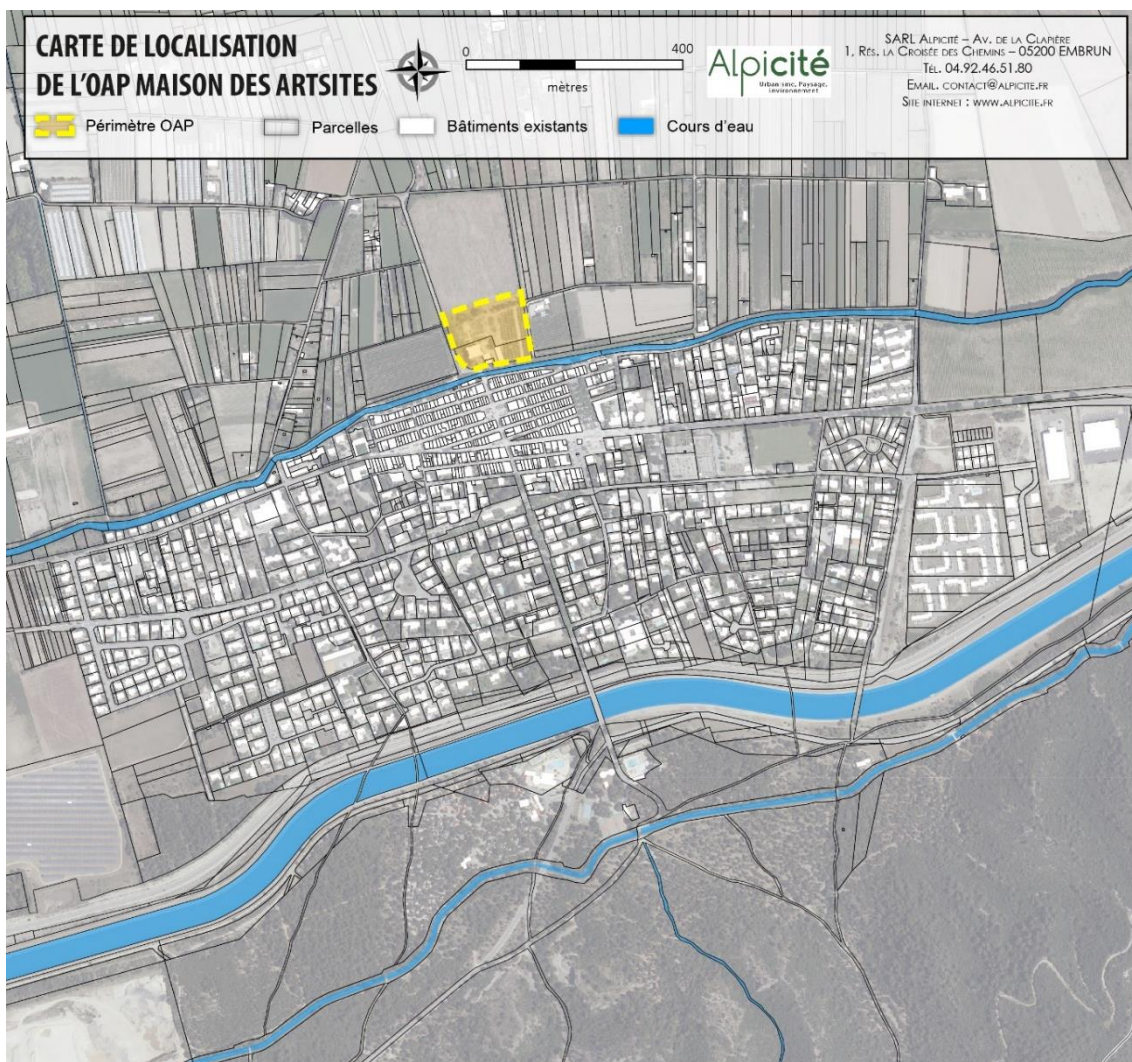 CARTE DE LOCALISATION
DE L'OAP MAISON DES ARTSITES
0 400
mètres
Alpicité
Urbanisme, Paysage,
Environnement
SARL ALPICITÉ – AV. DE LA CLAPIÈRE
1, RÉS. LA CROISÉE DES CHEMINS – 05200 EMBRUN
TÉL. 04.92.46.51.80
EMAIL. CONTACT@ALPICITE.FR
SITE INTERNET : WWW.ALPICITE.FR
Périmètre OAP Parcelles Bâtiments existants Cours d'eau